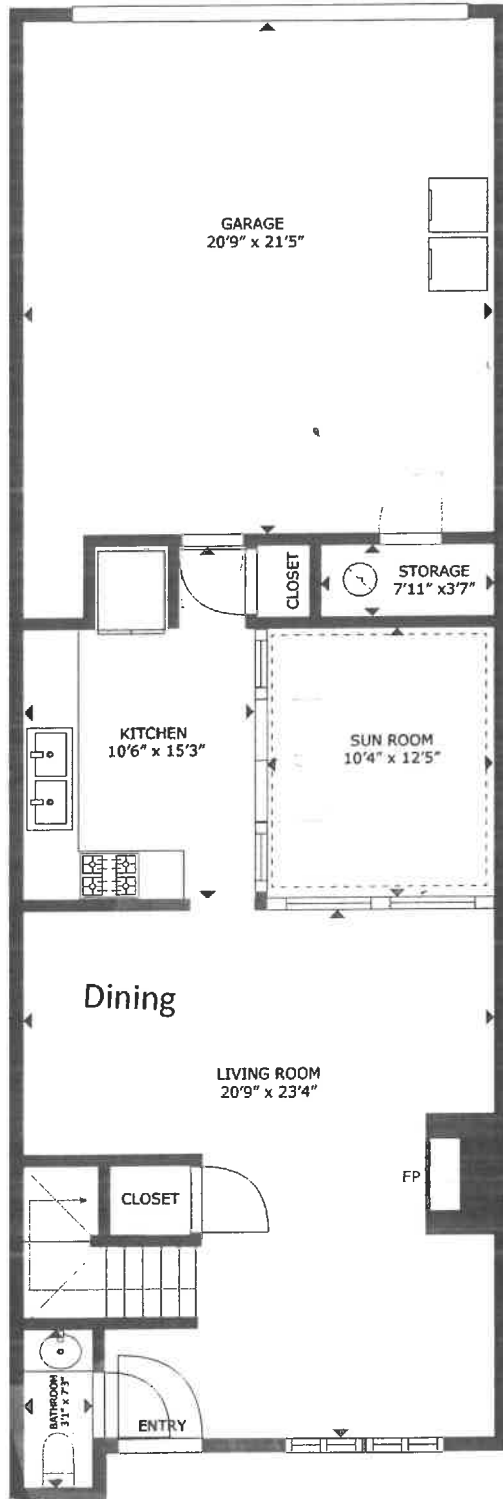 GARAGE
20'9" x 21'5"
CLOSET
STORAGE
7'11" x3'7"
KITCHEN
10'6" x 15'3"
SUN ROOM
10'4" x 12'5"
Dining
LIVING ROOM
20'9" x 23'4"
FP
CLOSET
BATHROOM
3'1" x 7'3"
ENTRY